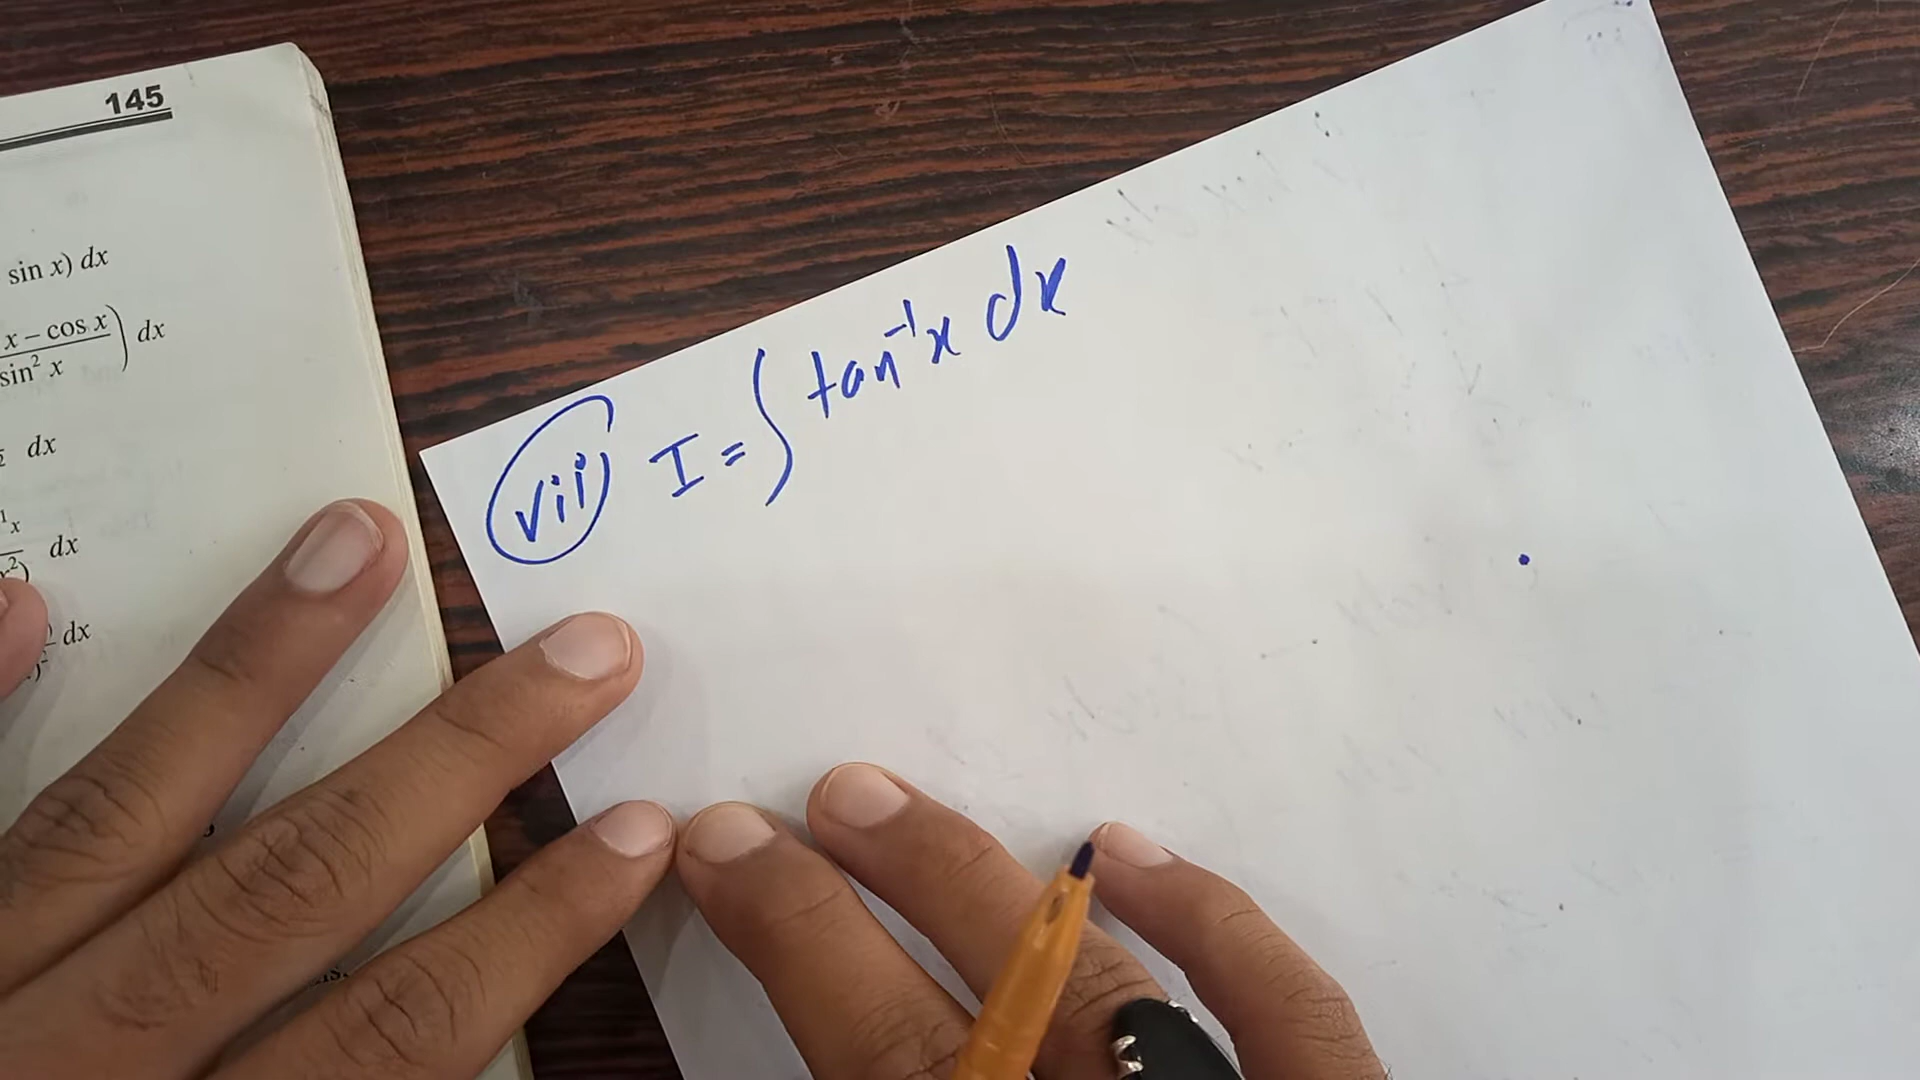 145
sin x) dx
x – cos x
sin² x
) dx
dx
x
dx
dx
vii I = ∫ tan⁻¹x dx